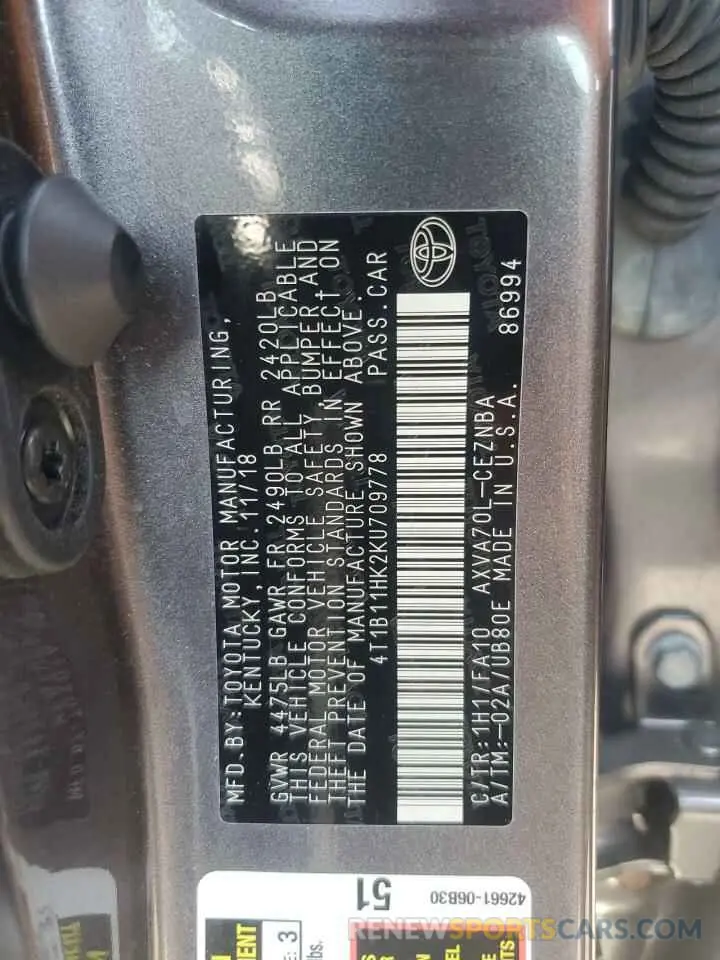 MFD. BY: TOYOTA MOTOR MANUFACTURING,
KENTUCKY, INC. 11/18
GVWR 4475LB GAWR FR 2490LB RR 2420LB
THIS VEHICLE CONFORMS TO ALL APPLICABLE
FEDERAL MOTOR VEHICLE SAFETY, BUMPER AND
THEFT PREVENTION STANDARDS IN EFFECT ON
THE DATE OF MANUFACTURE SHOWN ABOVE.
4T1B11HK2KU709778 PASS. CAR
C/TR: 1H1/FA10 AXVA70L-CEZNBA
A/TM: -02A/UB80E MADE IN U.S.A. 86994
51
42661-06B30
3
lbs.
RENEWSPORTCARS.COM